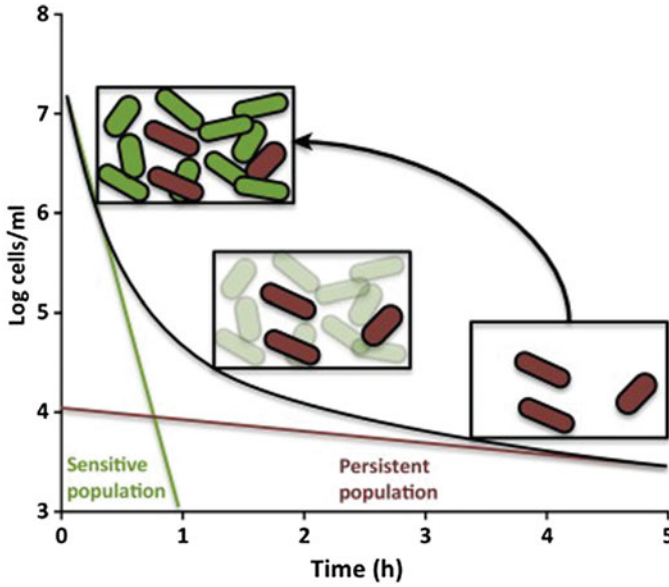 8
7
6
5
4
3
Log cells/ml
Sensitive
population
Persistent
population
0
1
2
3
4
5
Time (h)